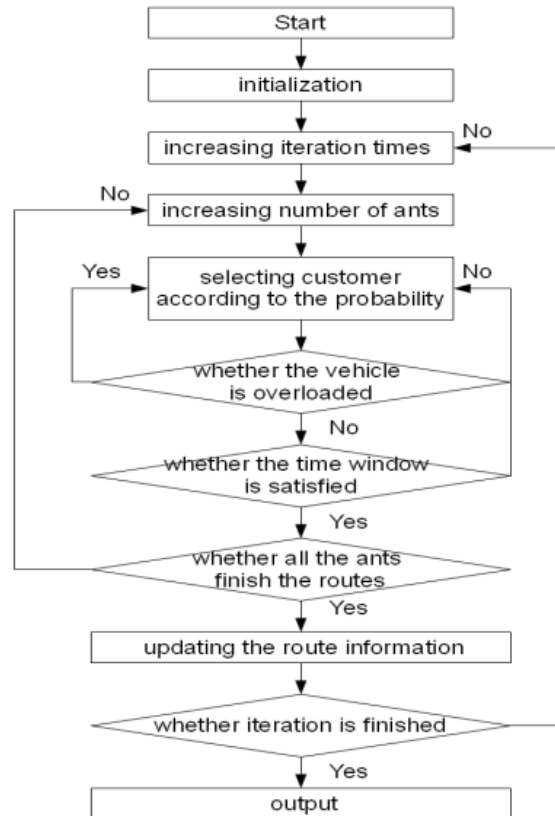 Start
initialization
No
increasing iteration times
No
increasing number of ants
Yes
selecting customer
according to the probability
No
whether the vehicle
is overloaded
No
whether the time window
is satisfied
Yes
whether all the ants
finish the routes
Yes
updating the route information
whether iteration is finished
Yes
output